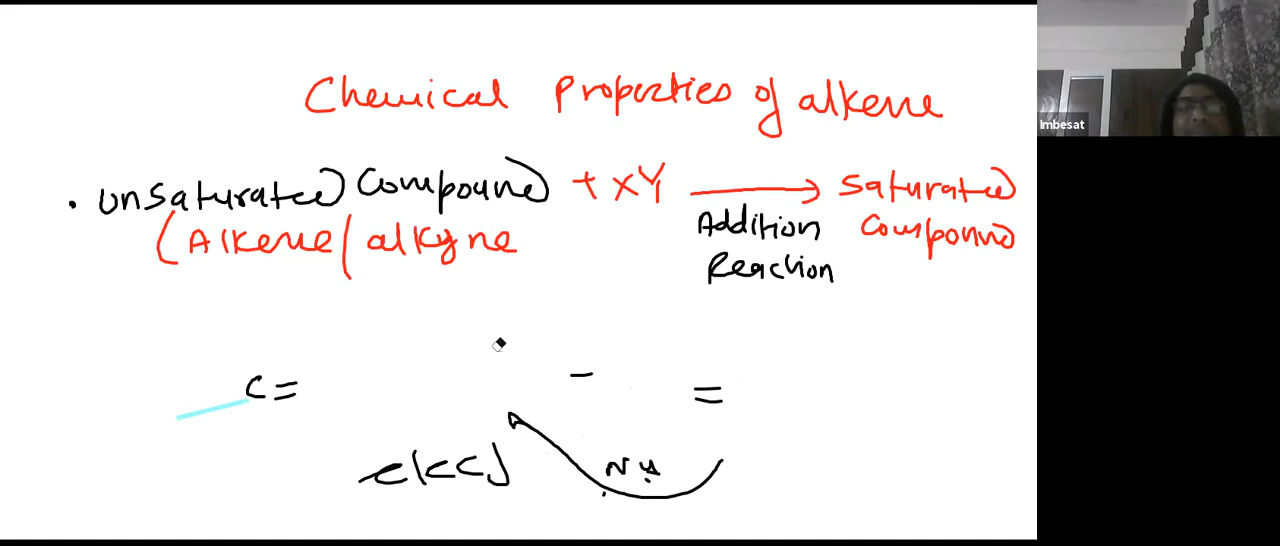 Chemical Properties of alkene
• Unsaturated Compound + XY → Saturated
(Alkene/alkyne Addition Compound
Reaction
C = - =
Imbesat